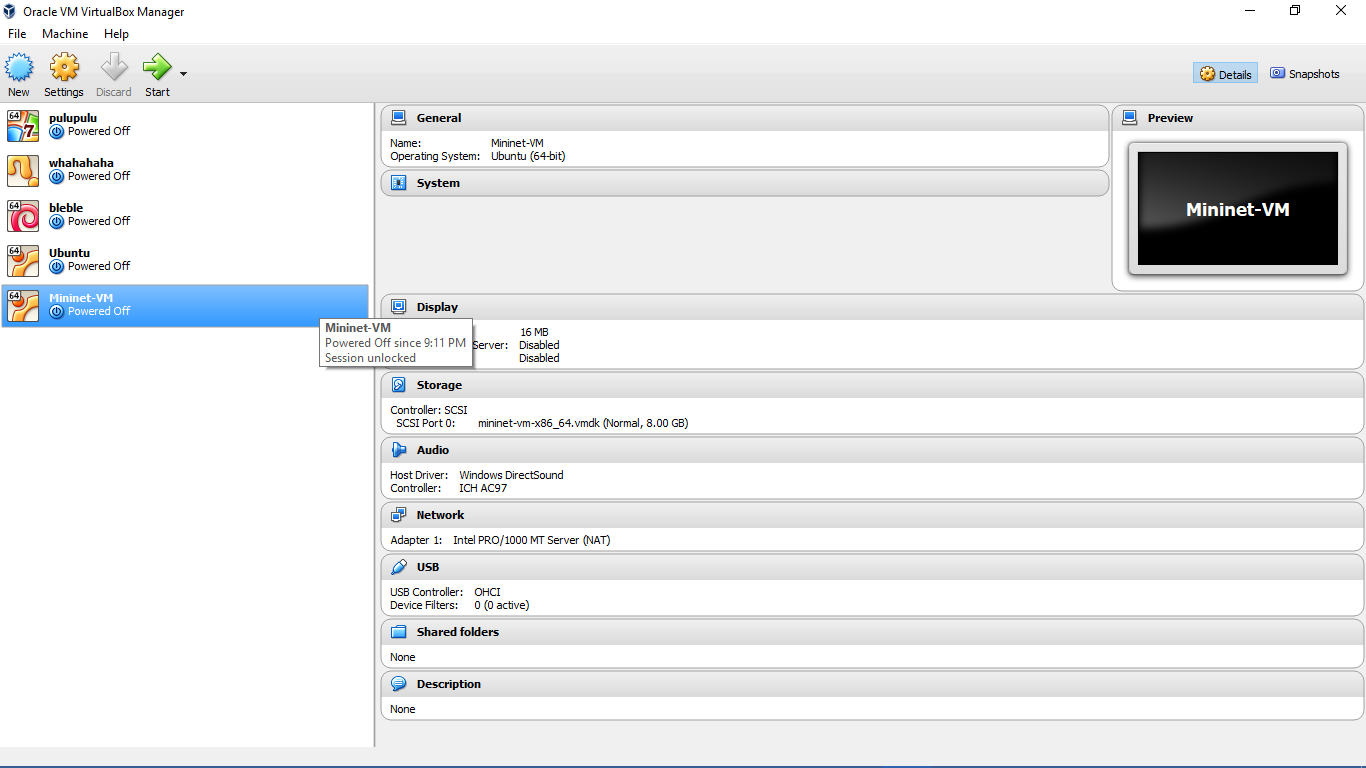 Oracle VM VirtualBox Manager
File Machine Help
New Settings Discard Start
Details Snapshots
64 7
pulupulu
Powered Off
whahahaha
Powered Off
64
bleble
Powered Off
64
Ubuntu
Powered Off
64
Mininet-VM
Powered Off
Mininet-VM
Powered Off since 9:11 PM
Session unlocked
General
Name: Mininet-VM
Operating System: Ubuntu (64-bit)
System
Preview
Mininet-VM
Display
16 MB
Server: Disabled
Disabled
Storage
Controller: SCSI
SCSI Port 0: mininet-vm-x86_64.vmdk (Normal, 8.00 GB)
Audio
Host Driver: Windows DirectSound
Controller: ICH AC97
Network
Adapter 1: Intel PRO/1000 MT Server (NAT)
USB
USB Controller: OHCI
Device Filters: 0 (0 active)
Shared folders
None
Description
None